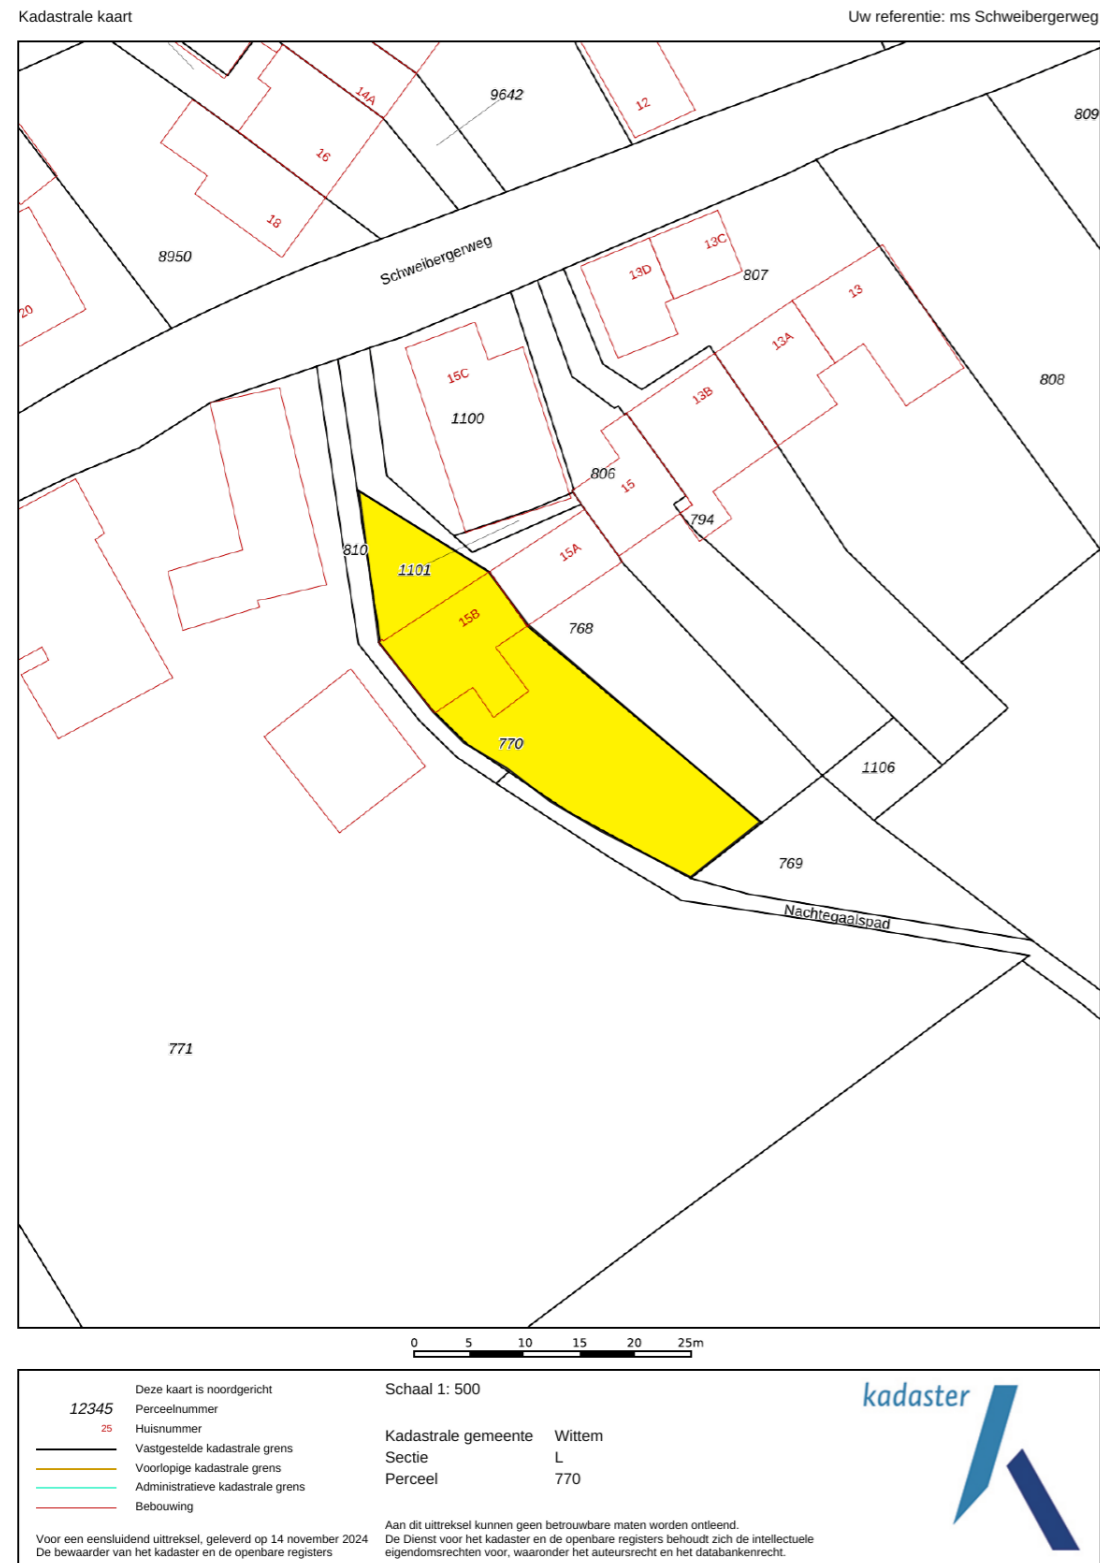 Kadastrale kaart
Uw referentie: ms Schweibergerweg
9642
12
809
14A
16
18
8950
20
Schweibergerweg
13C
13D
807
13
13A
808
15C
1100
13B
806
15
794
810
1101
15A
15B
768
770
1106
769
Nachtegaalspad
771
0 5 10 15 20 25m
Deze kaart is noordgericht
12345 Perceelnummer
25 Huisnummer
Vastgestelde kadastrale grens
Voorlopige kadastrale grens
Administratieve kadastrale grens
Bebouwing
Voor een eensluidend uittreksel, geleverd op 14 november 2024
De bewaarder van het kadaster en de openbare registers
Schaal 1: 500
Kadastrale gemeente Wittem
Sectie L
Perceel 770
Aan dit uittreksel kunnen geen betrouwbare maten worden ontleend.
De Dienst voor het kadaster en de openbare registers behoudt zich de intellectuele
eigendomsrechten voor, waaronder het auteursrecht en het databankenrecht.
kadaster